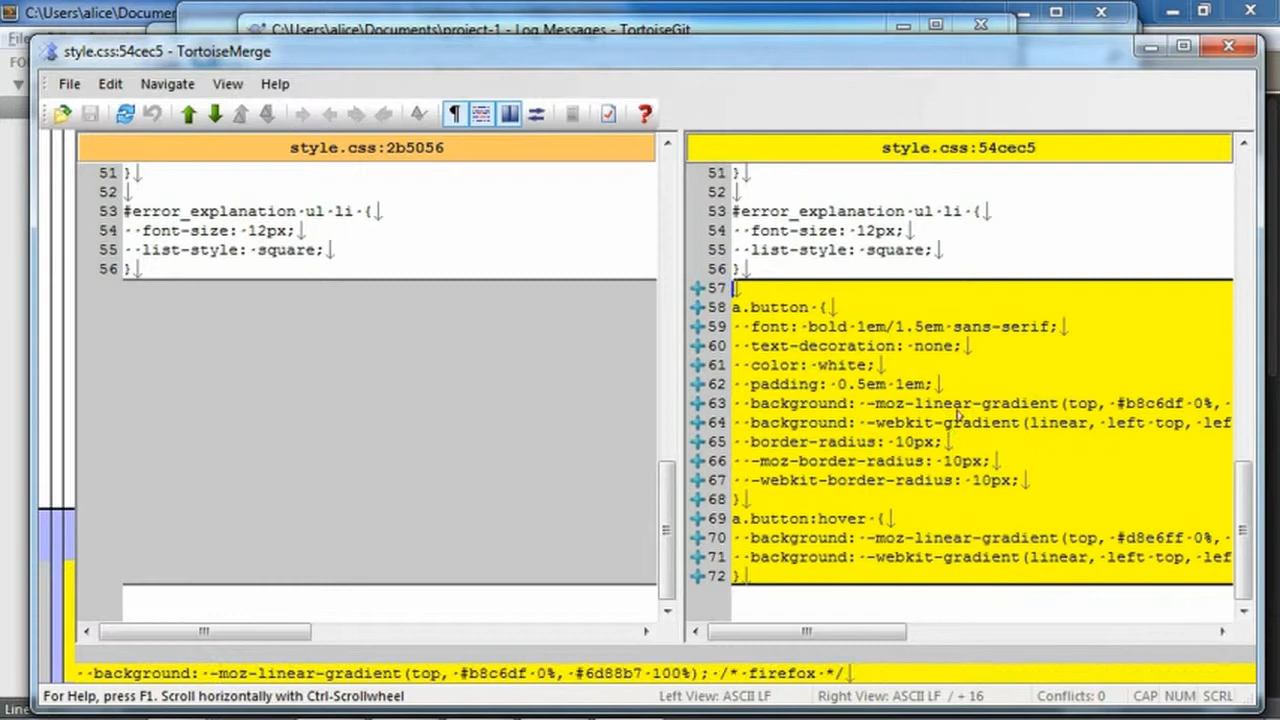 C:\Users\alice\Document
C:\Users\alice\Documents\project-1 - Log Messages - TortoiseGit
style.css:54cec5 - TortoiseMerge
File Edit Navigate View Help
style.css:2b5056
51 }↓
52 ↓
53 #error_explanation·ul·li·{↓
54 ··font-size:·12px;↓
55 ··list-style:·square;↓
56 }↓
style.css:54cec5
51 }↓
52 ↓
53 #error_explanation·ul·li·{↓
54 ··font-size:·12px;↓
55 ··list-style:·square;↓
56 }↓
57 ↓
58 a.button·{↓
59 ··font:·bold·1em/1.5em·sans-serif;↓
60 ··text-decoration:·none;↓
61 ··color:·white;↓
62 ··padding:·0.5em·1em;↓
63 ··background:·-moz-linear-gradient(top,·#b8c6df·0%,·
64 ··background:·-webkit-gradient(linear,·left·top,·lef
65 ··border-radius:·10px;↓
66 ··-moz-border-radius:·10px;↓
67 ··-webkit-border-radius:·10px;↓
68 }↓
69 a.button:hover·{↓
70 ··background:·-moz-linear-gradient(top,·#d8e6ff·0%,·
71 ··background:·-webkit-gradient(linear,·left·top,·lef
72 }↓
··background:·-moz-linear-gradient(top,·#b8c6df·0%,·#6d88b7·100%);·/*·firefox·*/↓
For Help, press F1. Scroll horizontally with Ctrl-Scrollwheel Left View: ASCII LF Right View: ASCII LF / + 16 Conflicts: 0 CAP NUM SCRL
Line